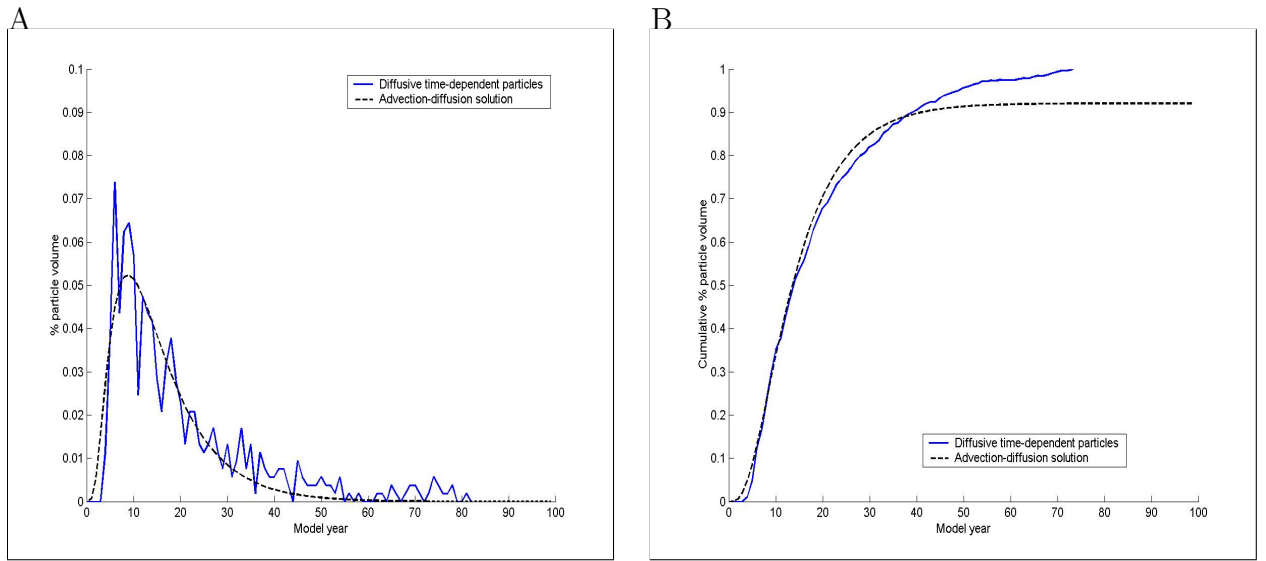 A
0.1
0.09
0.08
0.07
0.06
0.05
0.04
0.03
0.02
0.01
0
% particle volume
Diffusive time-dependent particles
Advection-diffusion solution
0 10 20 30 40 50 60 70 80 90 100
Model year
B
1
0.9
0.8
0.7
0.6
0.5
0.4
0.3
0.2
0.1
0
Cumulative % particle volume
Diffusive time-dependent particles
Advection-diffusion solution
0 10 20 30 40 50 60 70 80 90 100
Model year